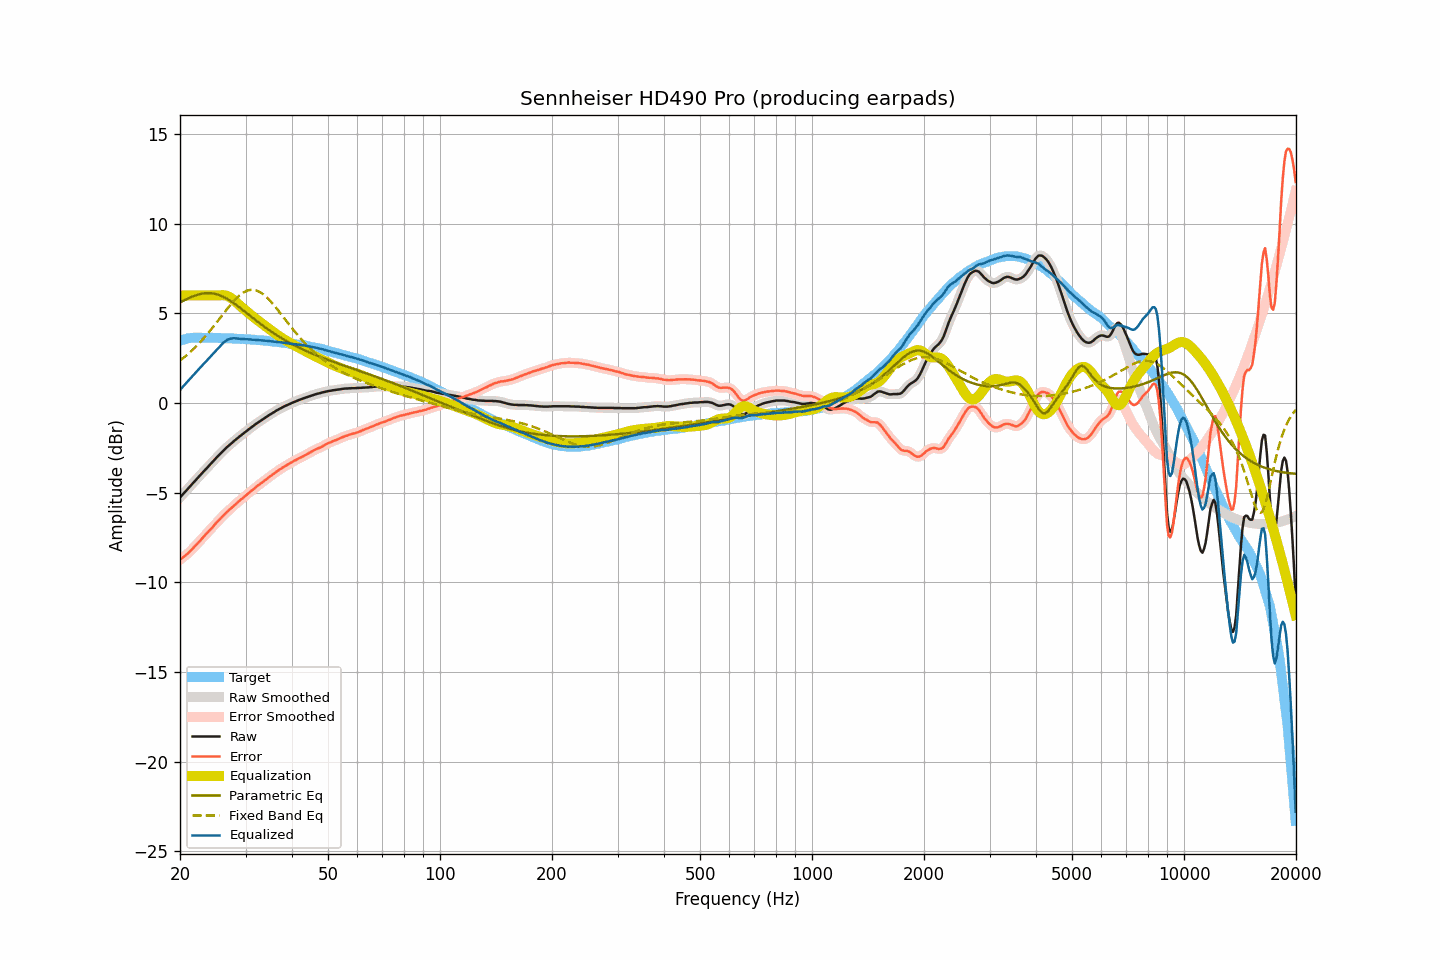 Sennheiser HD490 Pro (producing earpads)
15
10
5
0
−5
−10
−15
−20
−25
Amplitude (dBr)
Target
Raw Smoothed
Error Smoothed
Raw
Error
Equalization
Parametric Eq
Fixed Band Eq
Equalized
20 50 100 200 500 1000 2000 5000 10000 20000
Frequency (Hz)